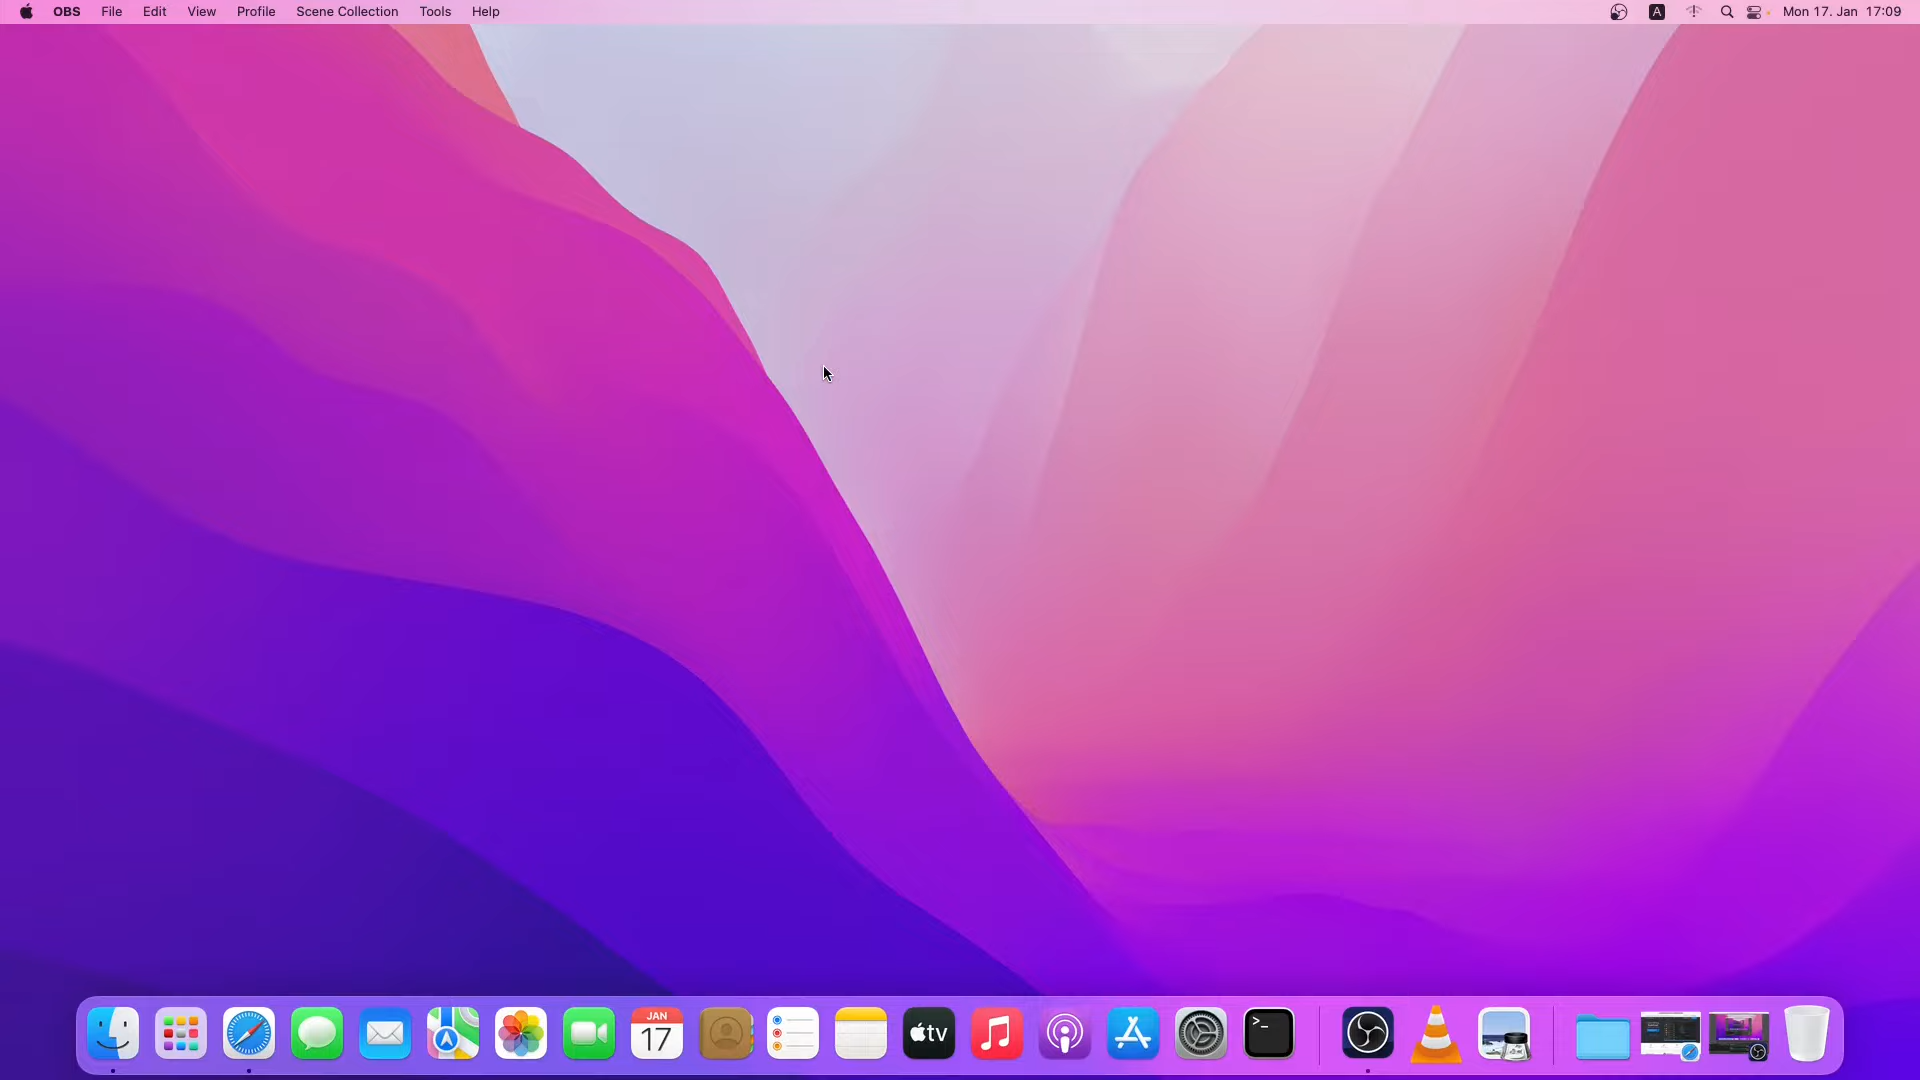 OBS File Edit View Profile Scene Collection Tools Help A Mon 17. Jan 17:09
JAN
17
tv
>_